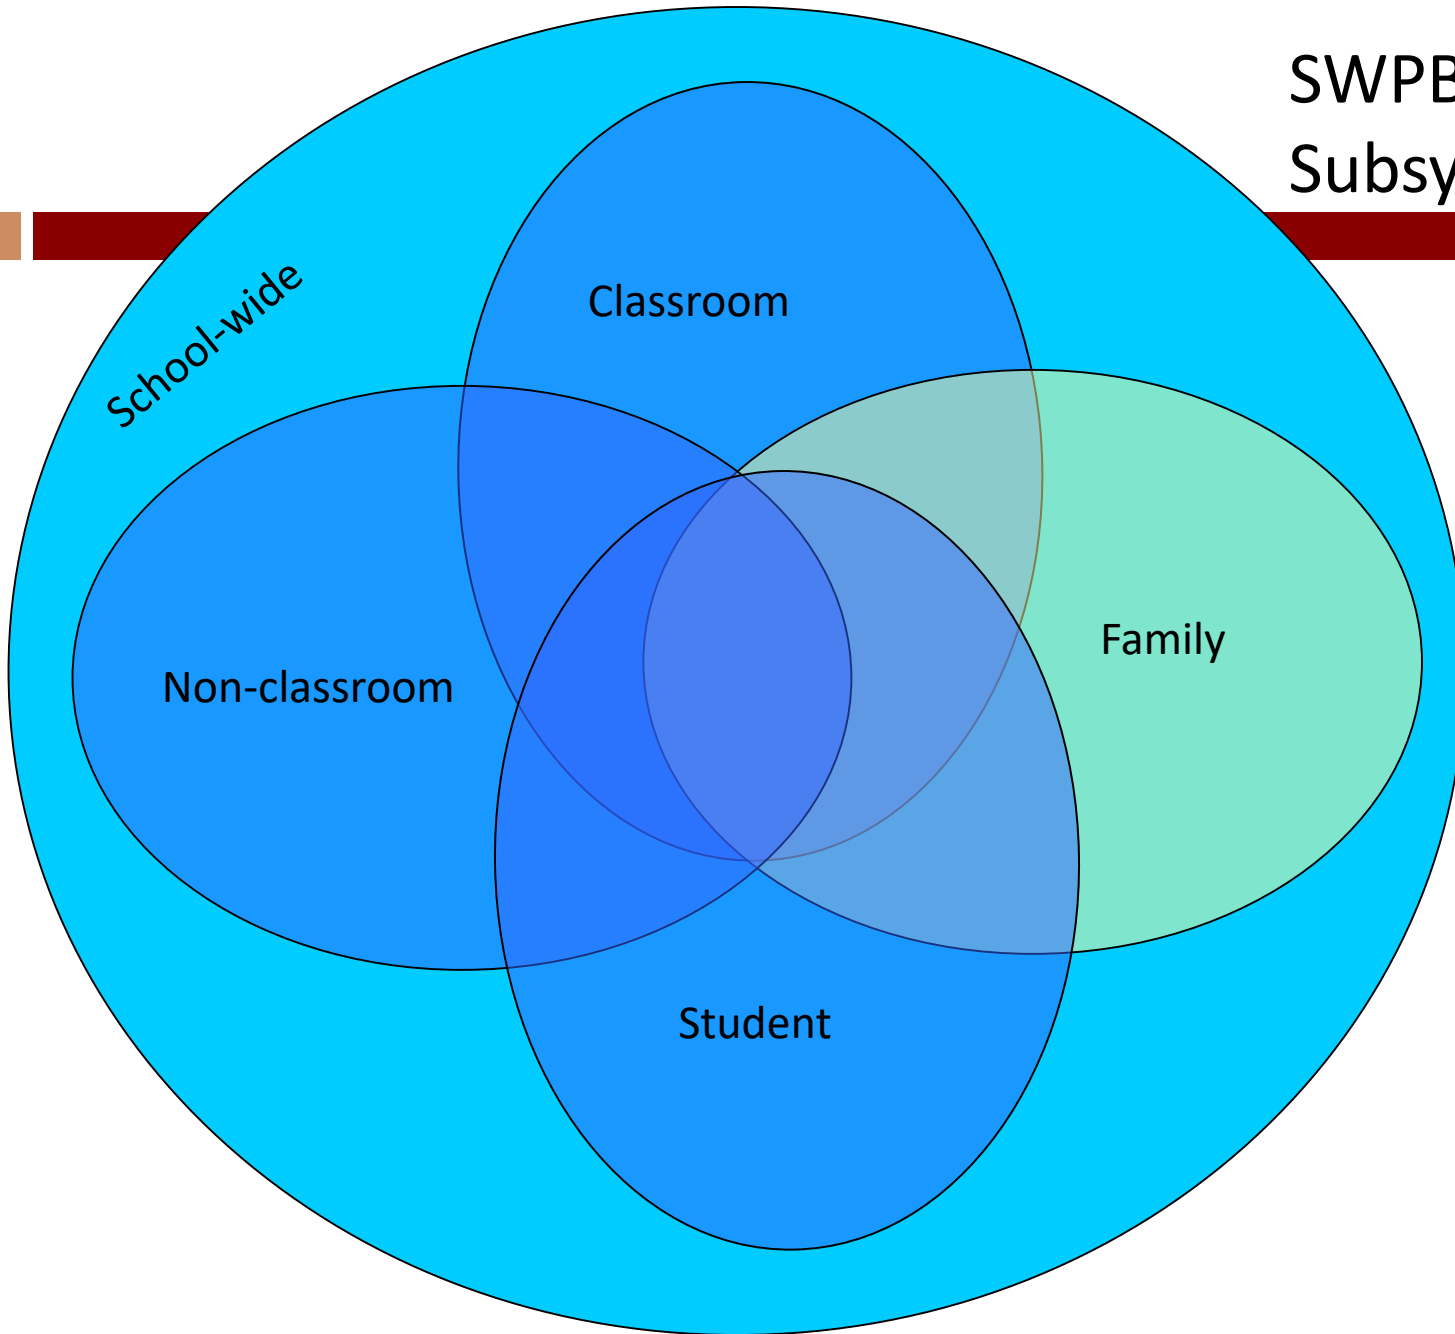 SWPB
Subsy
School-wide
Classroom
Family
Non-classroom
Student